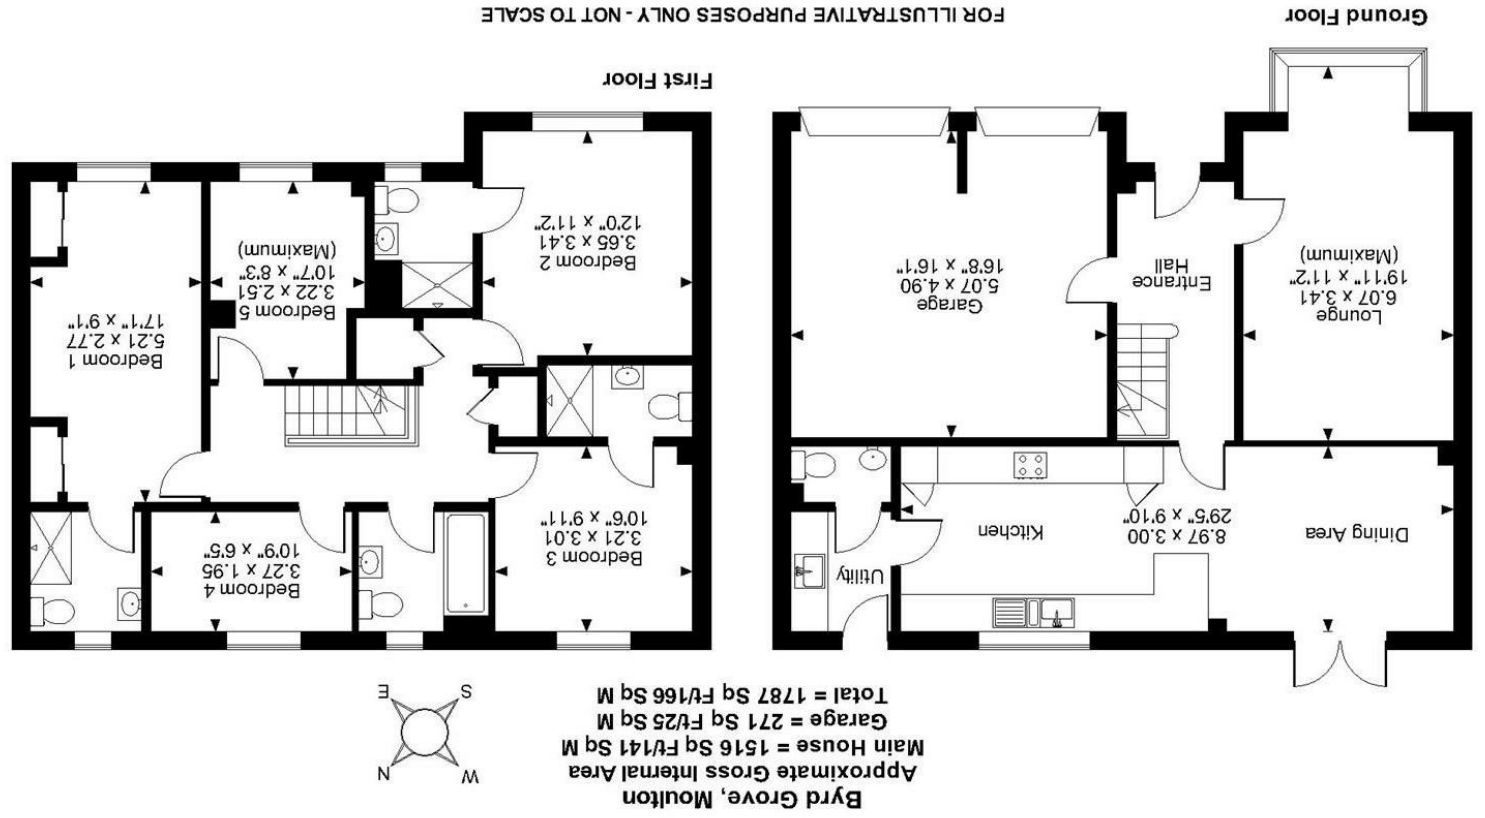 Byrd Grove, Moulton
Approximate Gross Internal Area
Main House = 1516 Sq Ft/141 Sq M
Garage = 271 Sq Ft/25 Sq M
Total = 1787 Sq Ft/166 Sq M
W
N
S
E
Dining Area
8.97 x 3.00
29'5" x 9'10"
Kitchen
Utility
Lounge
6.07 x 3.41
19'11" x 11'2"
(Maximum)
Entrance
Hall
Garage
5.07 x 4.90
16'8" x 16'1"
Ground Floor
Bedroom 3
3.21 x 3.01
10'6" x 9'11"
Bedroom 4
3.27 x 1.95
10'9" x 6'5"
Bedroom 1
5.21 x 2.77
17'1" x 9'1"
Bedroom 5
3.22 x 2.51
10'7" x 8'3"
(Maximum)
Bedroom 2
3.65 x 3.41
12'0" x 11'2"
First Floor
FOR ILLUSTRATIVE PURPOSES ONLY - NOT TO SCALE